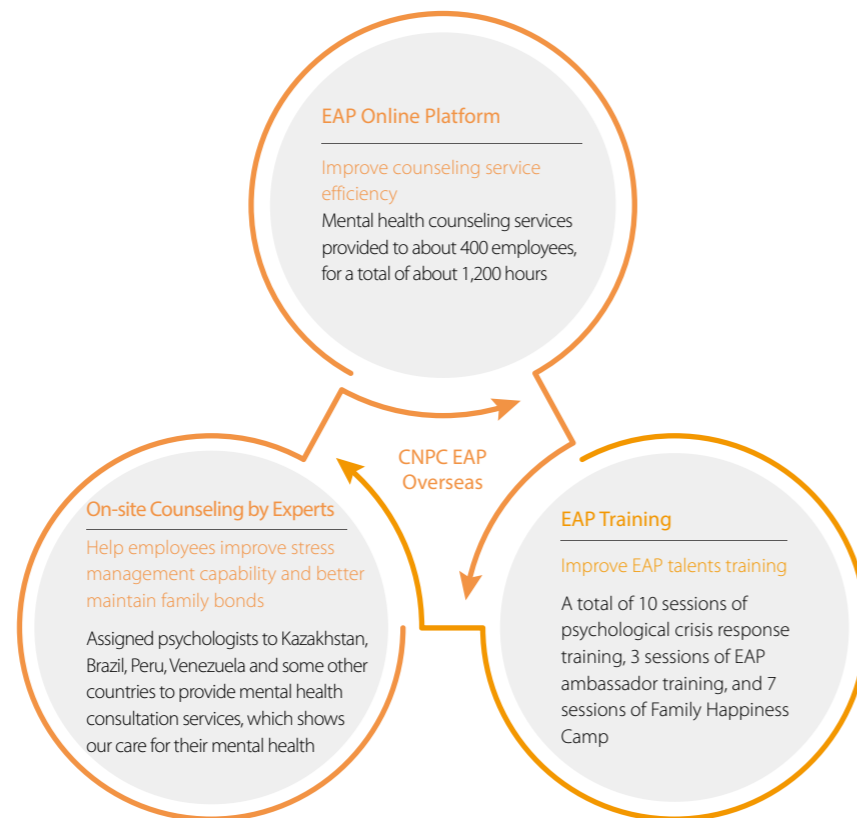 EAP Online Platform
Improve counseling service
efficiency
Mental health counseling services
provided to about 400 employees,
for a total of about 1,200 hours
CNPC EAP
Overseas
On-site Counseling by Experts
Help employees improve stress
management capability and better
maintain family bonds
Assigned psychologists to Kazakhstan,
Brazil, Peru, Venezuela and some other
countries to provide mental health
consultation services, which shows
our care for their mental health
EAP Training
Improve EAP talents training
A total of 10 sessions of
psychological crisis response
training, 3 sessions of EAP
ambassador training, and 7
sessions of Family Happiness
Camp